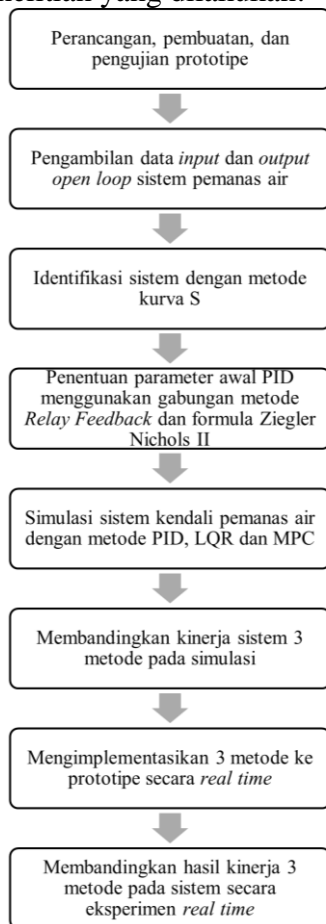 Perancangan, pembuatan, dan
pengujian prototipe
Pengambilan data input dan output
open loop sistem pemanas air
Identifikasi sistem dengan metode
kurva S
Penentuan parameter awal PID
menggunakan gabungan metode
Relay Feedback dan formula Ziegler
Nichols II
Simulasi sistem kendali pemanas air
dengan metode PID, LQR dan MPC
Membandingkan kinerja sistem 3
metode pada simulasi
Mengimplementasikan 3 metode ke
prototipe secara real time
Membandingkan hasil kinerja 3
metode pada sistem secara
eksperimen real time